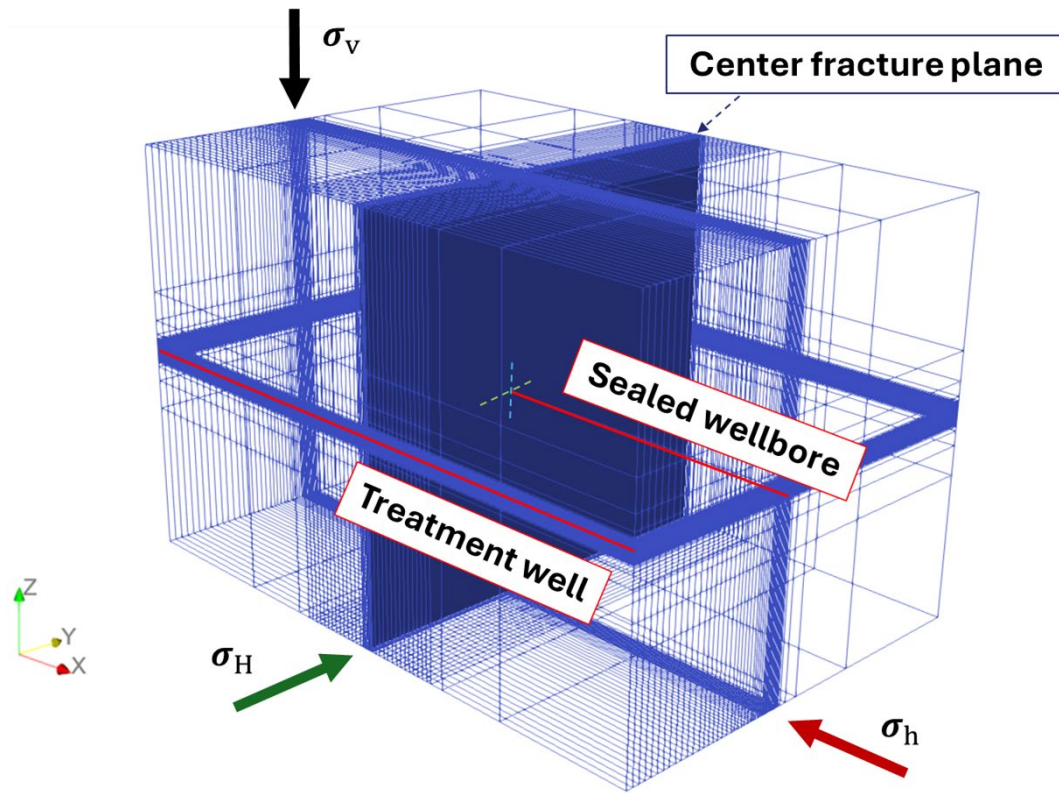 σv
Center fracture plane
Sealed wellbore
Treatment well
Z
Y
X
σH
σh